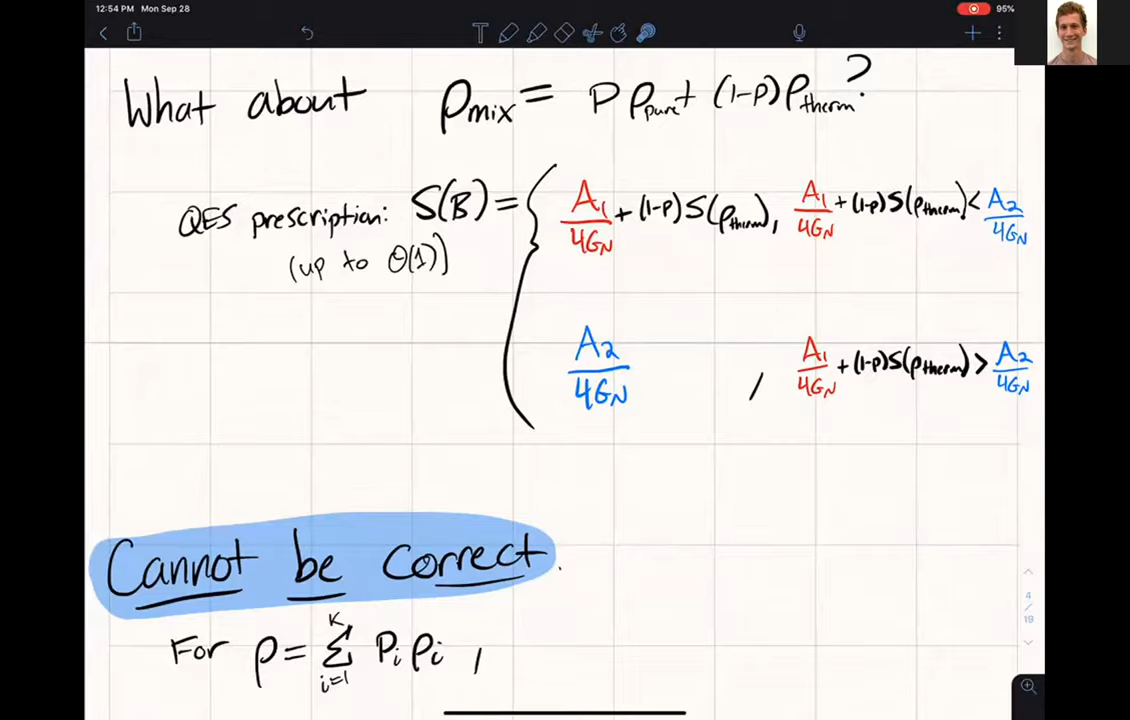 12:54 PM Mon Sep 28
95%
What about ρmix = p ρpure + (1-p) ρtherm?
QES prescription: S(B) = { A1/4GN + (1-p) S(ρtherm), A1/4GN + (1-p) S(ρtherm) < A2/4GN
(up to O(1))
A2/4GN , A1/4GN + (1-p) S(ρtherm) > A2/4GN
Cannot be correct.
For ρ = Σ_{i=1}^{K} Pi ρi ,
4
19